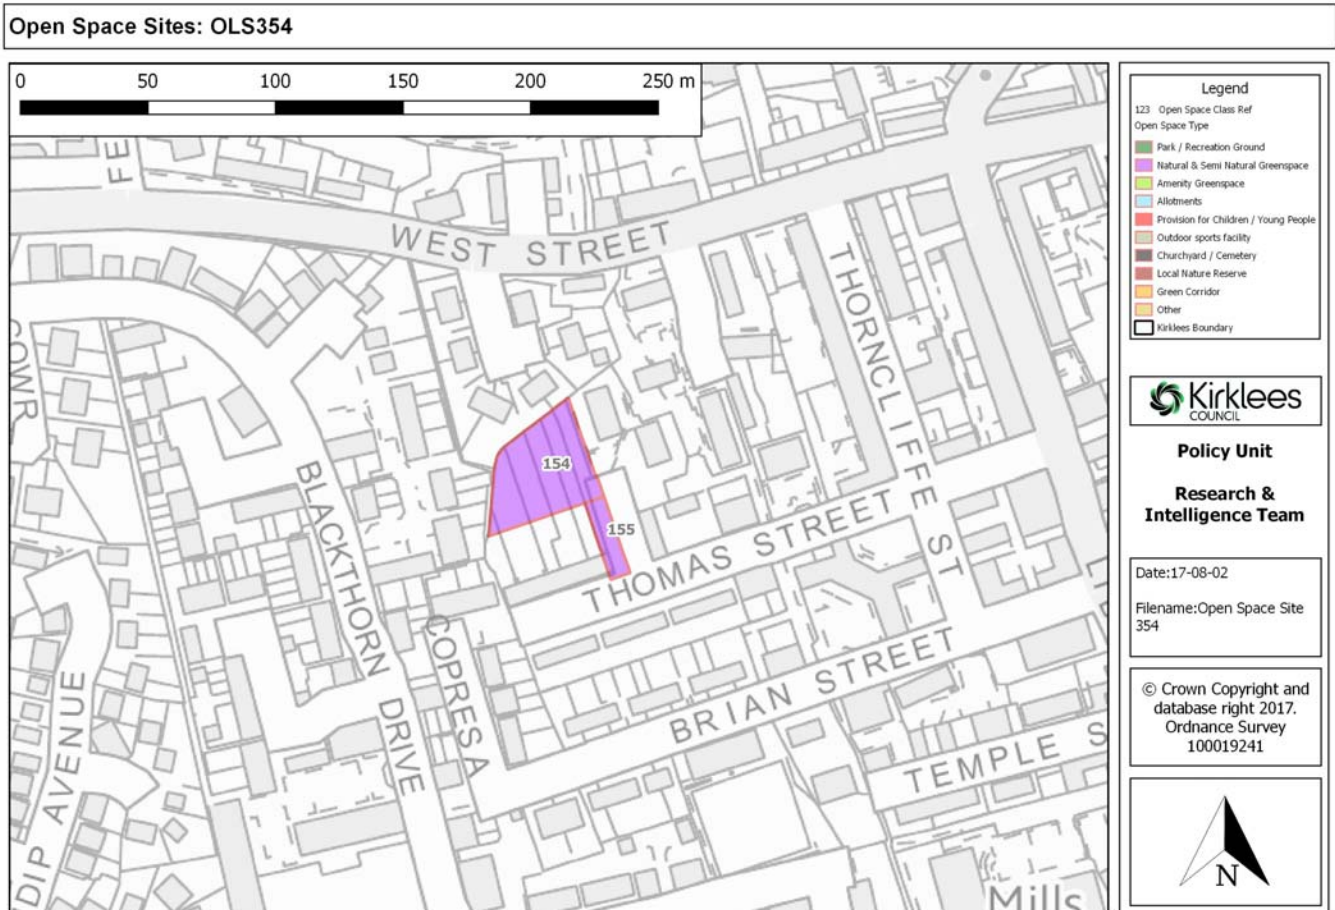 Open Space Sites: OLS354
0 50 100 150 200 250 m
FE
WEST STREET
THORNCLIFFE ST
COWR
154
155
THOMAS STREET
BLACKTHORN DRIVE
COPRESA
BRIAN STREET
TEMPLE S
DIP AVENUE
Mills
Legend
123 Open Space Class Ref
Open Space Type
Park / Recreation Ground
Natural & Semi Natural Greenspace
Amenity Greenspace
Allotments
Provision for Children / Young People
Outdoor sports facility
Churchyard / Cemetery
Local Nature Reserve
Green Corridor
Other
Kirklees Boundary
Kirklees
COUNCIL
Policy Unit
Research &
Intelligence Team
Date:17-08-02
Filename:Open Space Site
354
© Crown Copyright and
database right 2017.
Ordnance Survey
100019241
N